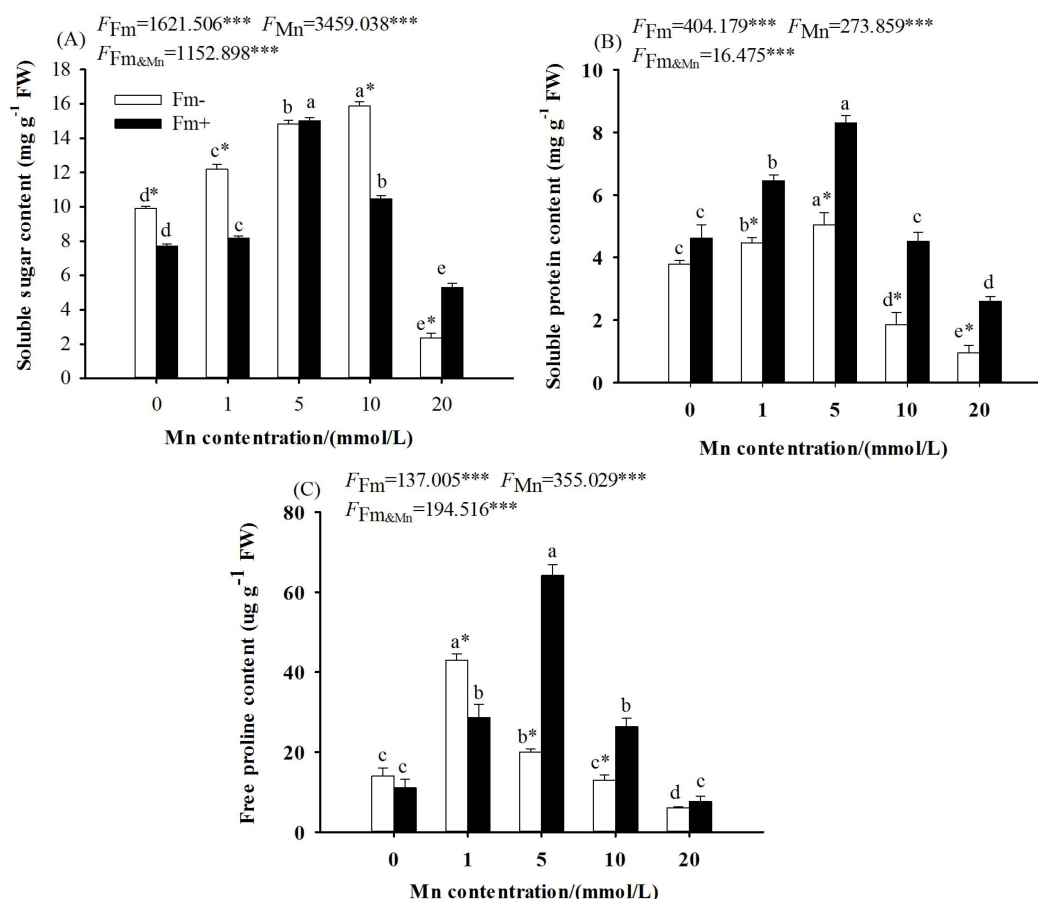 (A) FFm=1621.506*** FMn=3459.038***
FFm&Mn=1152.898***
Soluble sugar content (mg g-1 FW)
18
16
14
12
10
8
6
4
2
0
Fm-
Fm+
d*
d
c*
c
b
a
a*
b
e*
e
0 1 5 10 20
Mn contentration/(mmol/L)
(B) FFm=404.179*** FMn=273.859***
FFm&Mn=16.475***
Soluble protein content (mg g-1 FW)
10
8
6
4
2
0
c
c
b*
b
a*
a
d*
c
e*
d
0 1 5 10 20
Mn contentration/(mmol/L)
(C) FFm=137.005*** FMn=355.029***
FFm&Mn=194.516***
Free proline content (ug g-1 FW)
80
60
40
20
0
c
c
a*
b
b*
a
c*
b
d
c
0 1 5 10 20
Mn contentration/(mmol/L)